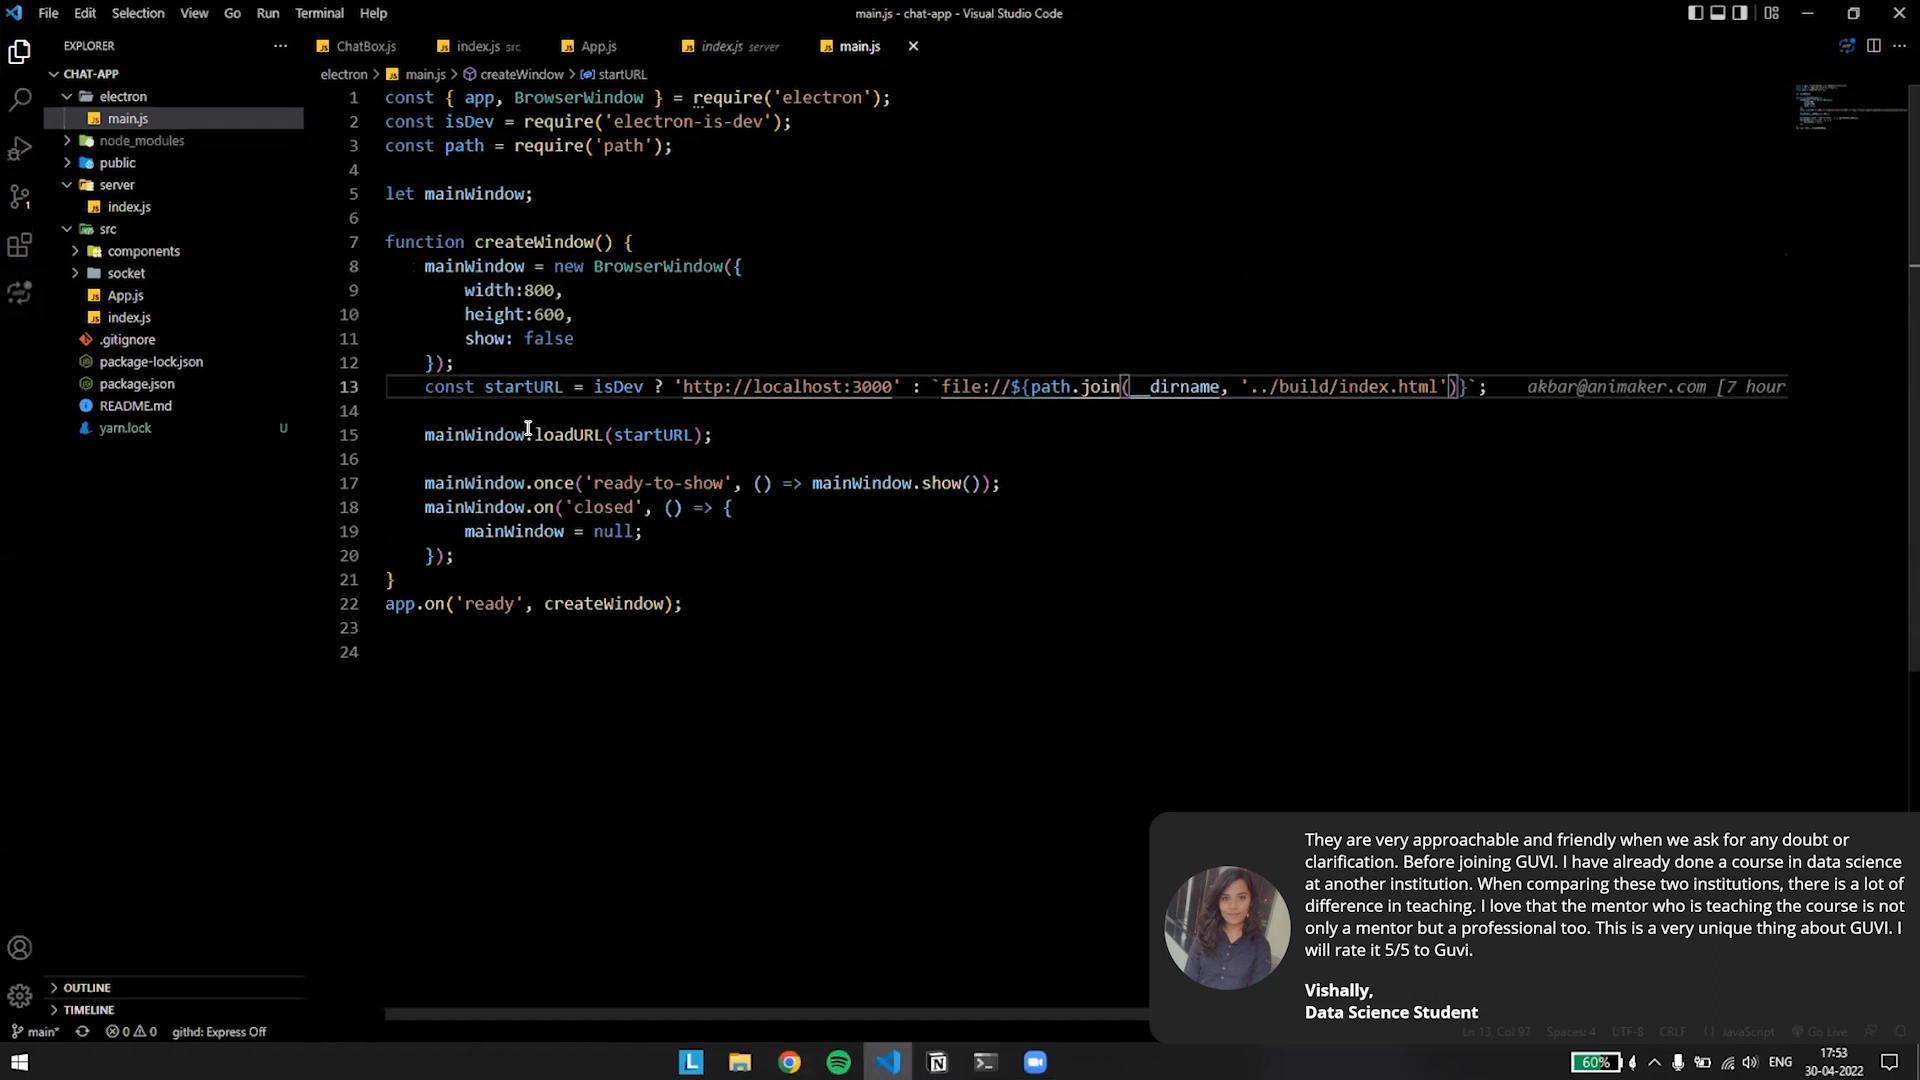 File Edit Selection View Go Run Terminal Help
main.js - chat-app - Visual Studio Code
EXPLORER
CHAT-APP
electron
main.js
node_modules
public
server
index.js
src
components
socket
App.js
index.js
.gitignore
package-lock.json
package.json
README.md
yarn.lock U
OUTLINE
TIMELINE
ChatBox.js index.js src App.js index.js server main.js
electron > main.js > createWindow > startURL
1 const { app, BrowserWindow } = require('electron');
2 const isDev = require('electron-is-dev');
3 const path = require('path');
4
5 let mainWindow;
6
7 function createWindow() {
8 mainWindow = new BrowserWindow({
9 width:800,
10 height:600,
11 show: false
12 });
13 const startURL = isDev ? 'http://localhost:3000' : `file://${path.join(__dirname, '../build/index.html')}`; akbar@animaker.com [7 hour
14
15 mainWindow.loadURL(startURL);
16
17 mainWindow.once('ready-to-show', () => mainWindow.show());
18 mainWindow.on('closed', () => {
19 mainWindow = null;
20 });
21 }
22 app.on('ready', createWindow);
23
24
They are very approachable and friendly when we ask for any doubt or
clarification. Before joining GUVI. I have already done a course in data science
at another institution. When comparing these two institutions, there is a lot of
difference in teaching. I love that the mentor who is teaching the course is not
only a mentor but a professional too. This is a very unique thing about GUVI. I
will rate it 5/5 to Guvi.
Vishally,
Data Science Student
main* 0 0 githd: Express Off
Ln 13, Col 97 Spaces: 4 UTF-8 CRLF JavaScript Go Live
60% ENG
17:53
30-04-2022